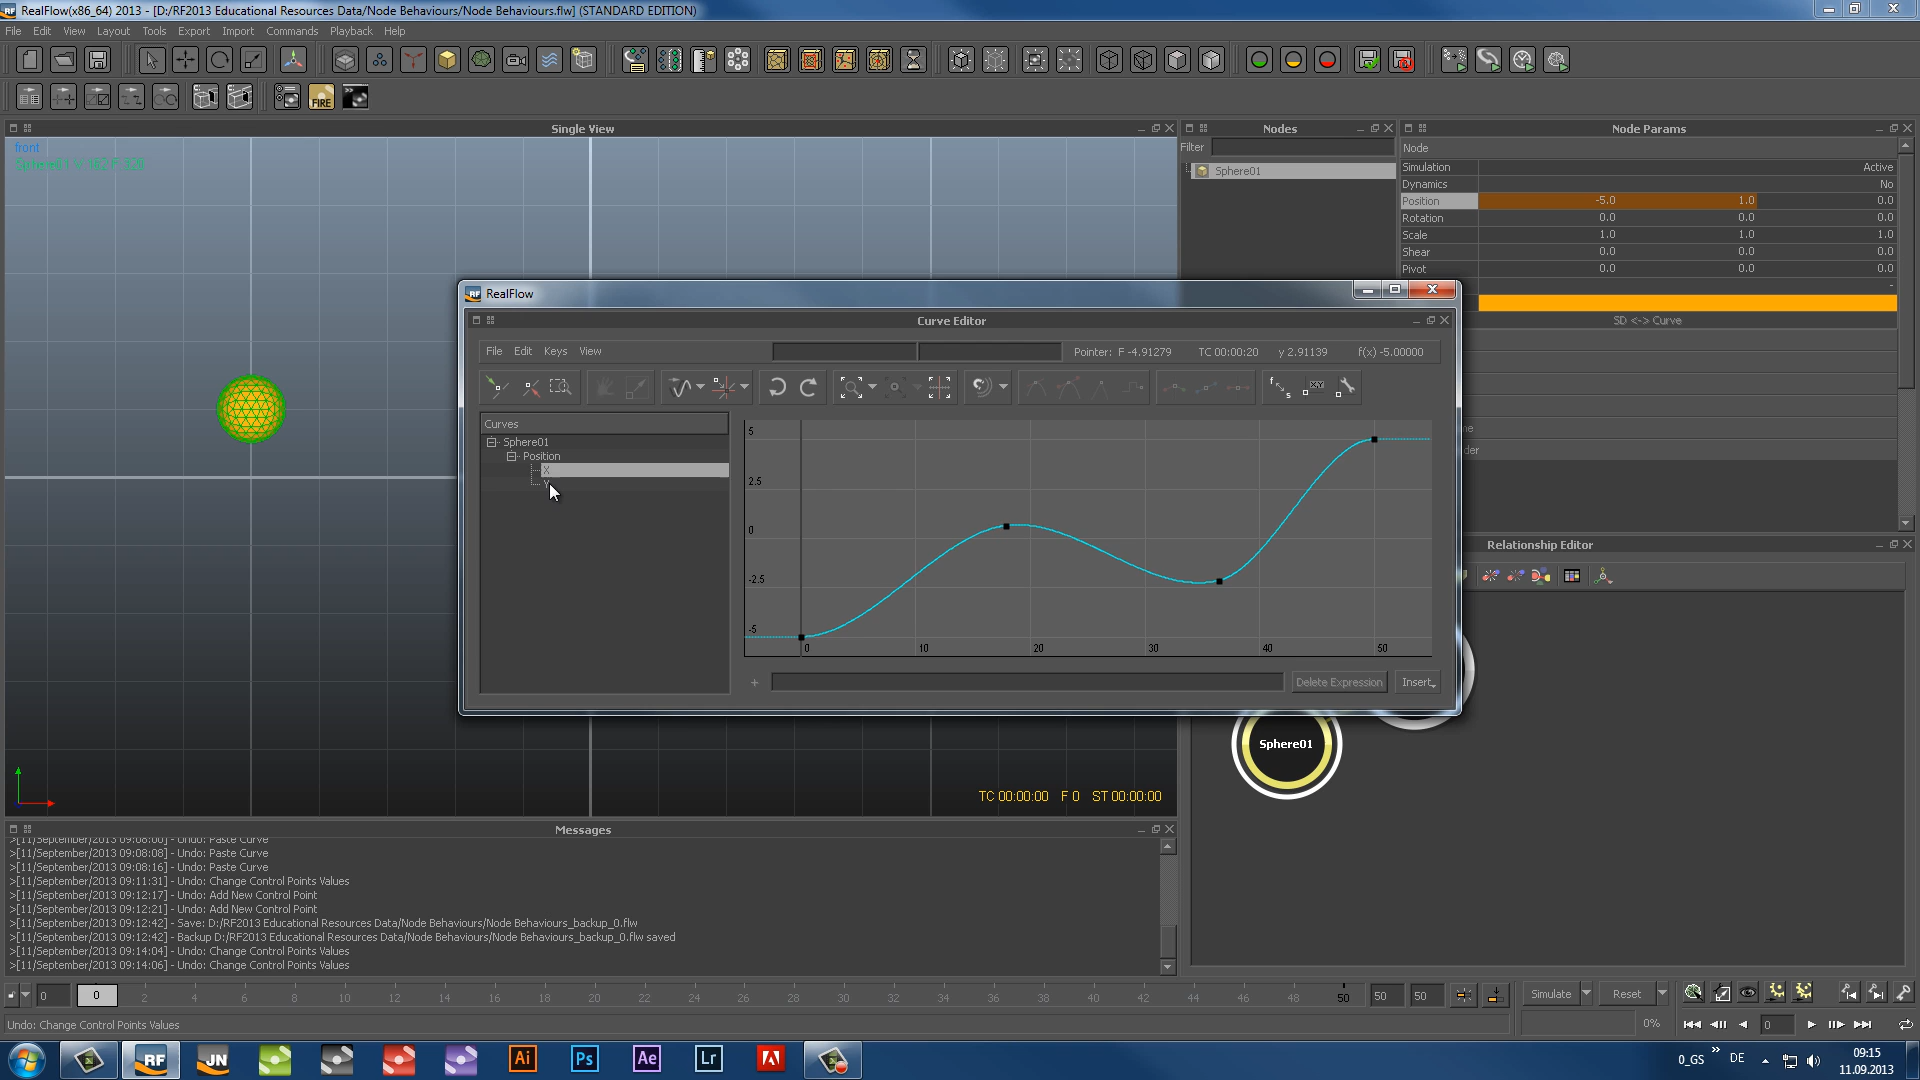 RealFlow(x86_64) 2013 - [D:/RF2013 Educational Resources Data/Node Behaviours/Node Behaviours.flw] (STANDARD EDITION)
File Edit View Layout Tools Export Import Commands Playback Help
FIRE
Single View
front
Sphere01
TC 00:00:00 F 0 ST 00:00:00
Nodes
Filter
Sphere01
Node Params
Node
Simulation Active
Dynamics No
Position -5.0 1.0 0.0
Rotation 0.0 0.0 0.0
Scale 1.0 1.0 1.0
Shear 0.0 0.0 0.0
Pivot 0.0 0.0 0.0
SD <-> Curve
Relationship Editor
Sphere01
RealFlow
Curve Editor
File Edit Keys View
Pointer: F -4.91279 TC 00:00:20 y 2.91139 f(x) -5.00000
Curves
Sphere01
Position
X
Y
5
2.5
0
-2.5
-5
0 10 20 30 40 50
+ Delete Expression Insert
Messages
>[11/September/2013 09:08:00] - Undo: Paste Curve
>[11/September/2013 09:08:08] - Undo: Paste Curve
>[11/September/2013 09:08:16] - Undo: Paste Curve
>[11/September/2013 09:11:31] - Undo: Change Control Points Values
>[11/September/2013 09:12:17] - Undo: Add New Control Point
>[11/September/2013 09:12:21] - Undo: Add New Control Point
>[11/September/2013 09:12:42] - Save: D:/RF2013 Educational Resources Data/Node Behaviours/Node Behaviours_backup_0.flw
>[11/September/2013 09:12:42] - Backup D:/RF2013 Educational Resources Data/Node Behaviours/Node Behaviours_backup_0.flw saved
>[11/September/2013 09:14:04] - Undo: Change Control Points Values
>[11/September/2013 09:14:06] - Undo: Change Control Points Values
0 0 2 4 6 8 10 12 14 16 18 20 22 24 26 28 30 32 34 36 38 40 42 44 46 48 50 50 50
Simulate Reset
Undo: Change Control Points Values
0% 0
RF JN Ai Ps Ae Lr
0_GS DE
09:15
11.09.2013